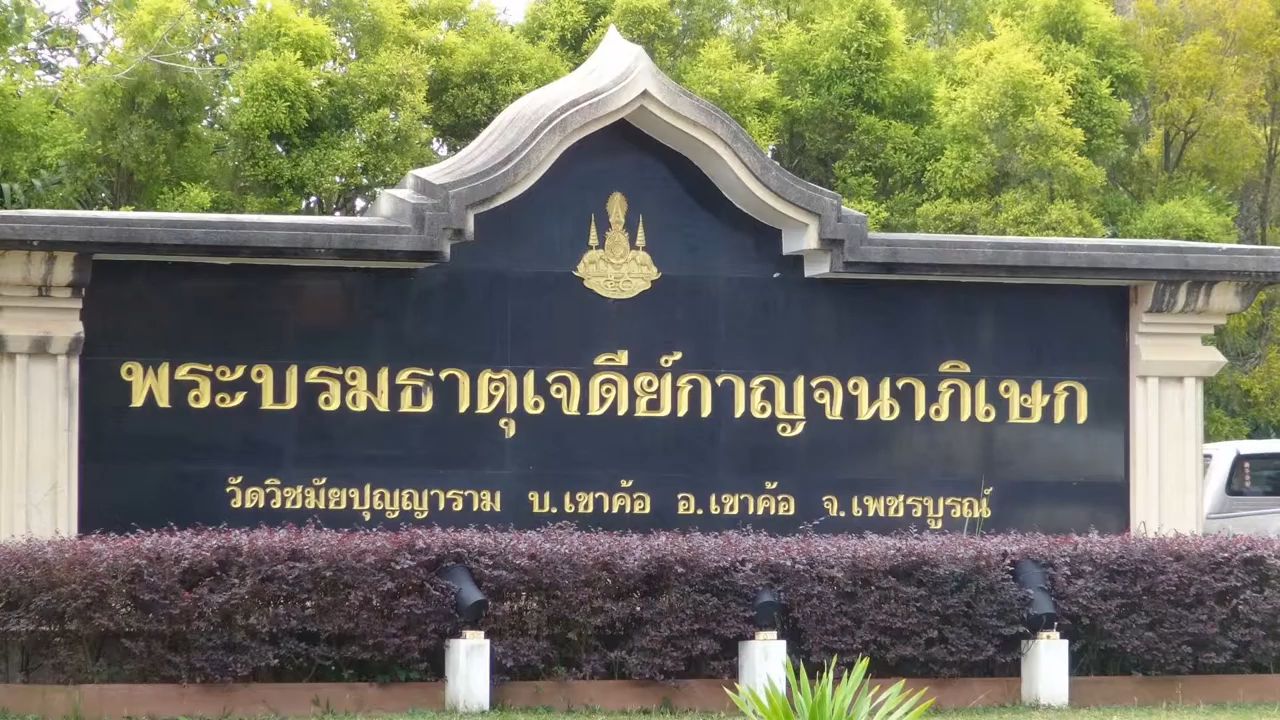 พระบรมธาตุเจดีย์กาญจนาภิเษก
วัดวิชมัยปุญญาราม บ.เขาค้อ อ.เขาค้อ จ.เพชรบูรณ์